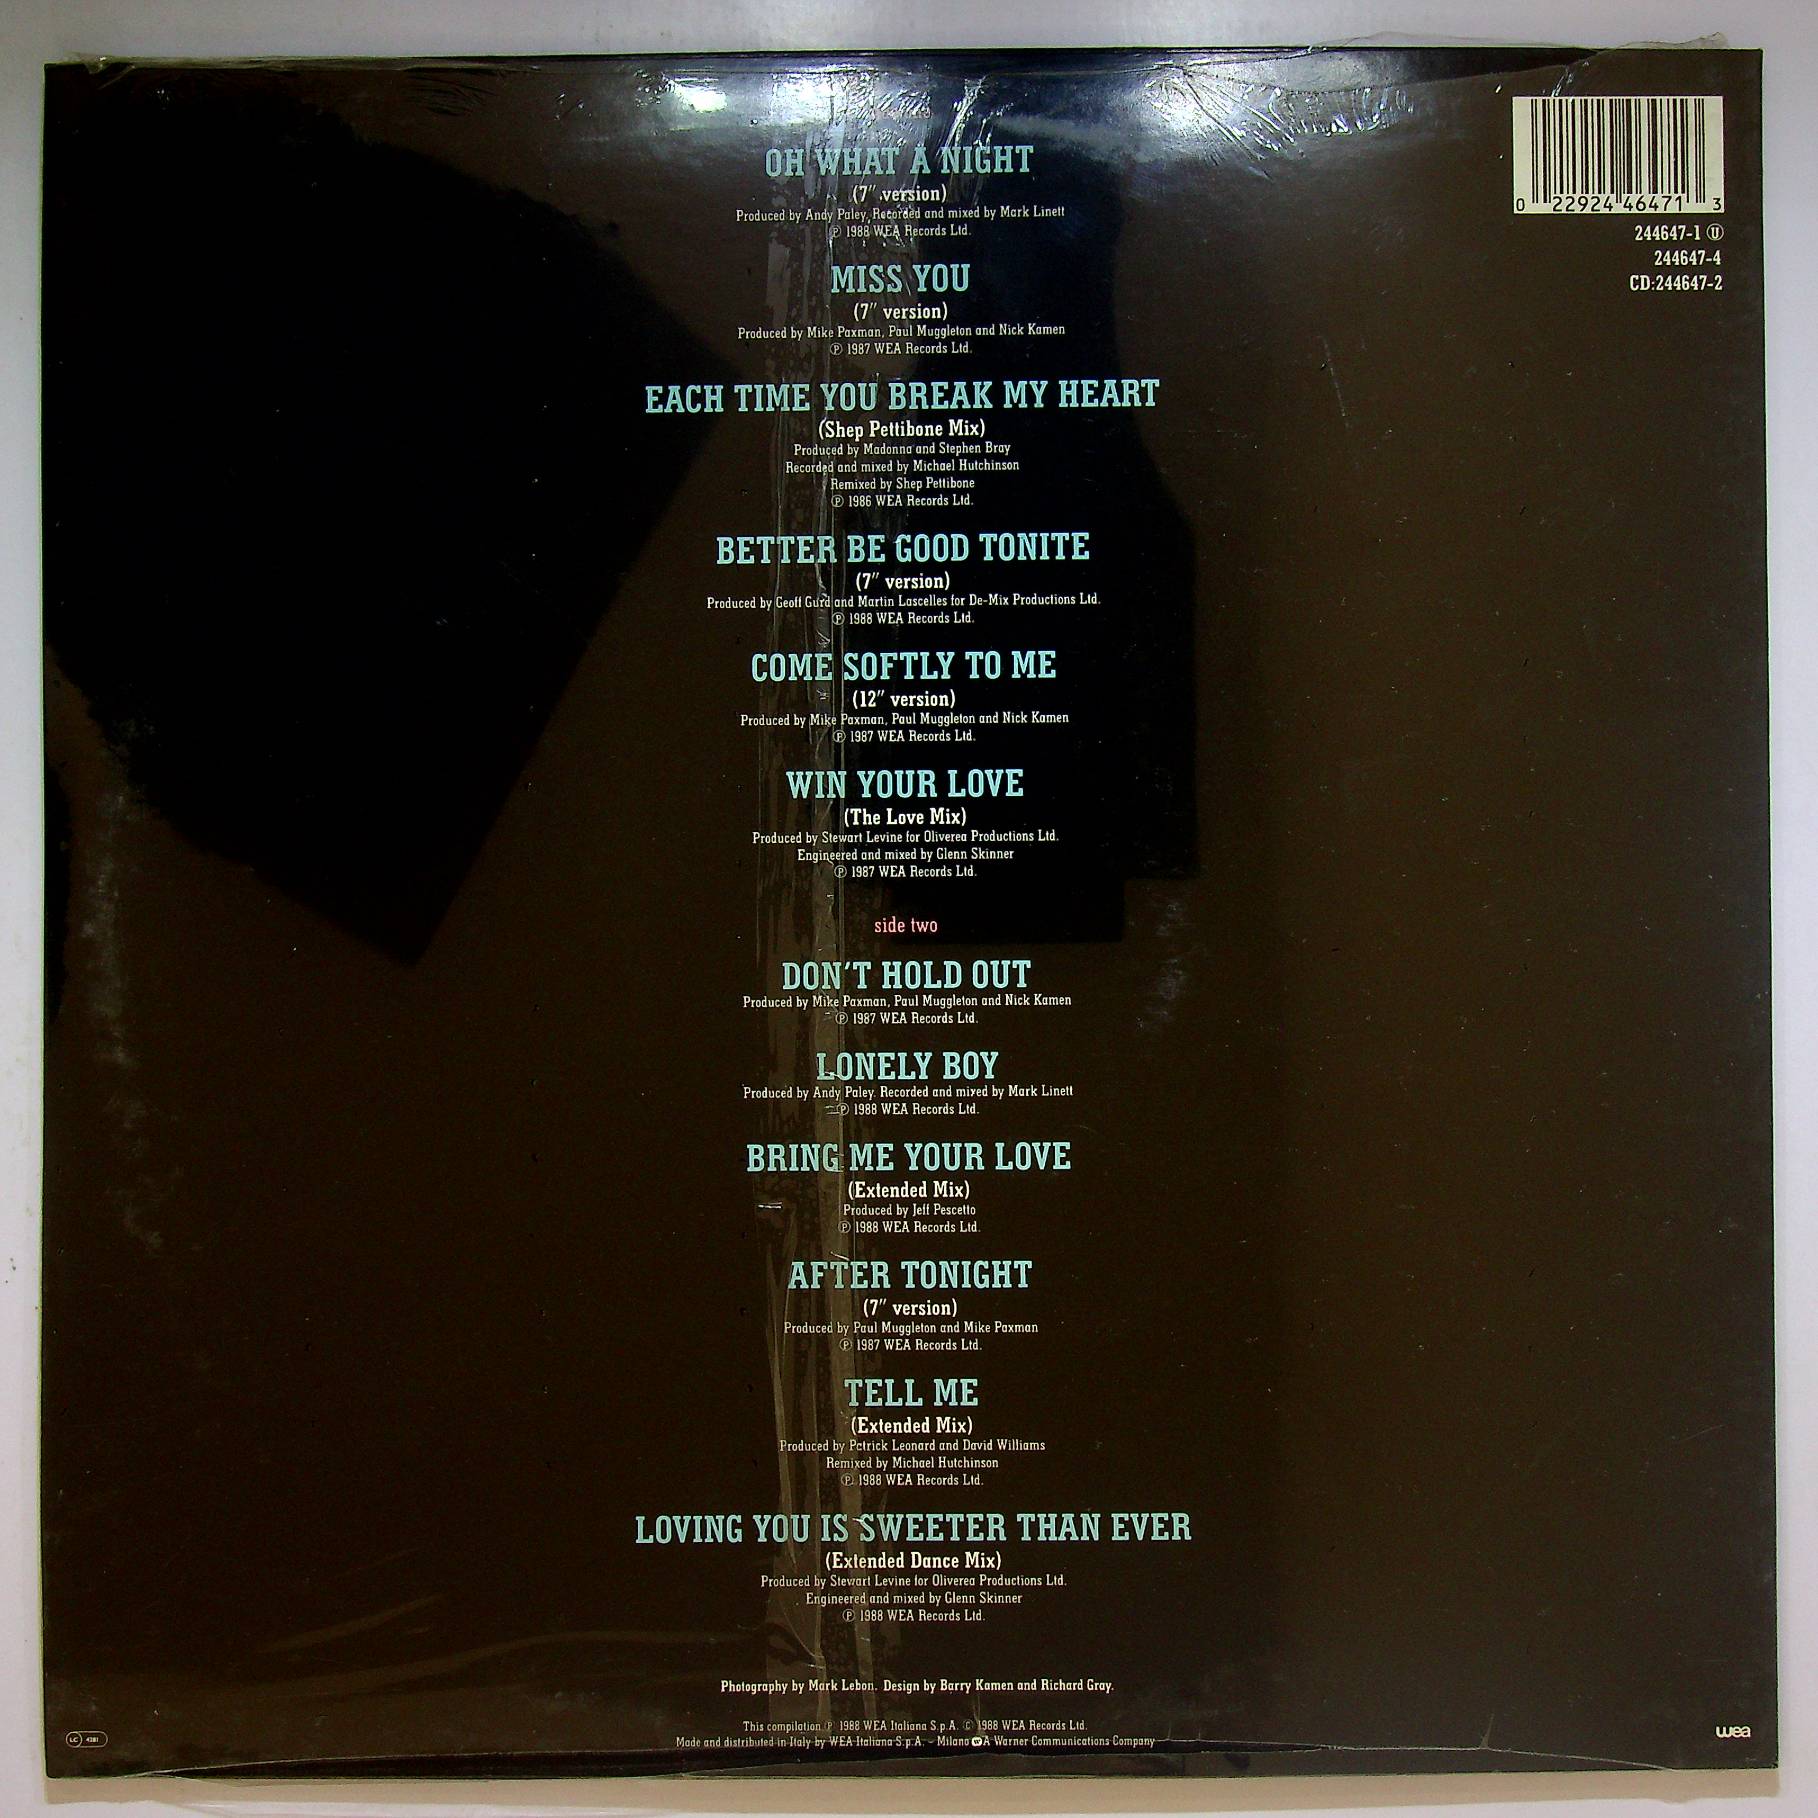 OH WHAT A NIGHT
(7" version)
Produced by Andy Paley, Recorded and mixed by Mark Linett
℗ 1988 WEA Records Ltd.
MISS YOU
(7" version)
Produced by Mike Paxman, Paul Muggleton and Nick Kamen
℗ 1987 WEA Records Ltd.
EACH TIME YOU BREAK MY HEART
(Shep Pettibone Mix)
Produced by Madonna and Stephen Bray
Recorded and mixed by Michael Hutchinson
Remixed by Shep Pettibone
℗ 1986 WEA Records Ltd.
BETTER BE GOOD TONITE
(7" version)
Produced by Geoff Gurd and Martin Lascelles for De-Mix Productions Ltd.
℗ 1988 WEA Records Ltd.
COME SOFTLY TO ME
(12" version)
Produced by Mike Paxman, Paul Muggleton and Nick Kamen
℗ 1987 WEA Records Ltd.
WIN YOUR LOVE
(The Love Mix)
Produced by Stewart Levine for Oliverea Productions Ltd.
Engineered and mixed by Glenn Skinner
℗ 1987 WEA Records Ltd.
side two
DON'T HOLD OUT
Produced by Mike Paxman, Paul Muggleton and Nick Kamen
℗ 1987 WEA Records Ltd.
LONELY BOY
Produced by Andy Paley. Recorded and mixed by Mark Linett
℗ 1988 WEA Records Ltd.
BRING ME YOUR LOVE
(Extended Mix)
Produced by Jeff Pescetto
℗ 1988 WEA Records Ltd.
AFTER TONIGHT
(7" version)
Produced by Paul Muggleton and Mike Paxman
℗ 1987 WEA Records Ltd.
TELL ME
(Extended Mix)
Produced by Patrick Leonard and David Williams
Remixed by Michael Hutchinson
℗ 1988 WEA Records Ltd.
LOVING YOU IS SWEETER THAN EVER
(Extended Dance Mix)
Produced by Stewart Levine for Oliverea Productions Ltd.
Engineered and mixed by Glenn Skinner
℗ 1988 WEA Records Ltd.
Photography by Mark Lebon. Design by Barry Kamen and Richard Gray.
This compilation ℗ 1988 WEA Italiana S.p.A. © 1988 WEA Records Ltd.
Made and distributed in Italy by WEA Italiana S.p.A. - Milano A Warner Communications Company
0 22924 46471 3
244647-1 Ⓤ
244647-4
CD:244647-2
LC 4281
wea